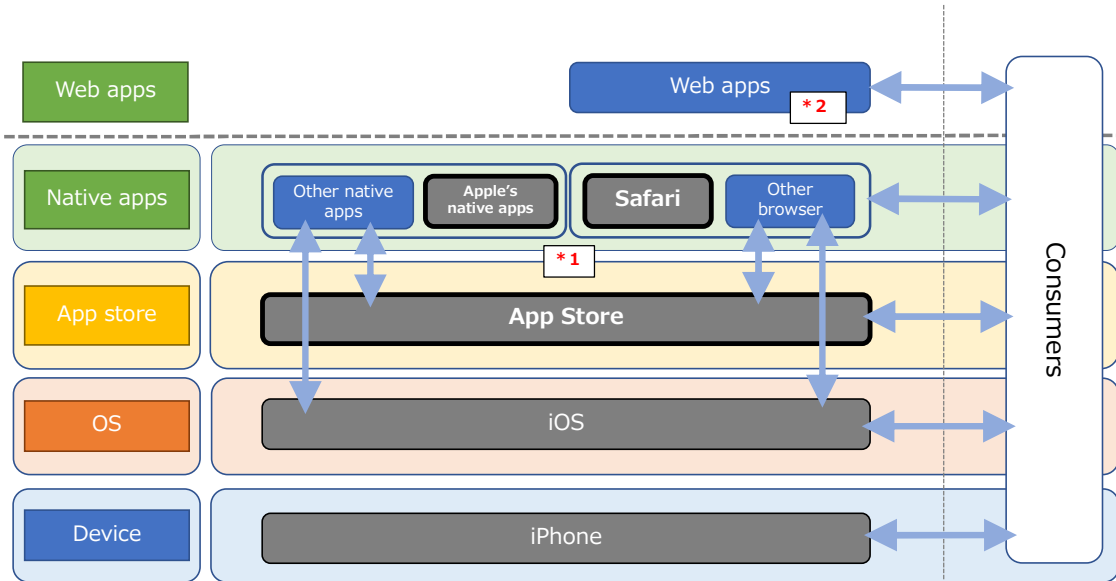 Web apps
Web apps
*2
Native apps
Other native
apps
Apple's
native apps
Safari
Other
browser
*1
App store
App Store
OS
iOS
Device
iPhone
Consumers